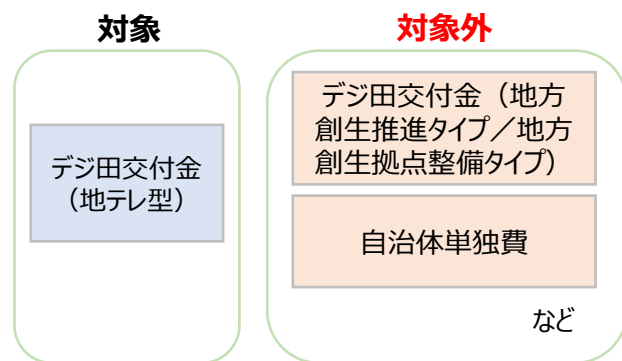 対象
デジ田交付金
（地テレ型）
対象外
デジ田交付金（地方
創生推進タイプ／地方
創生拠点整備タイプ）
自治体単独費
など